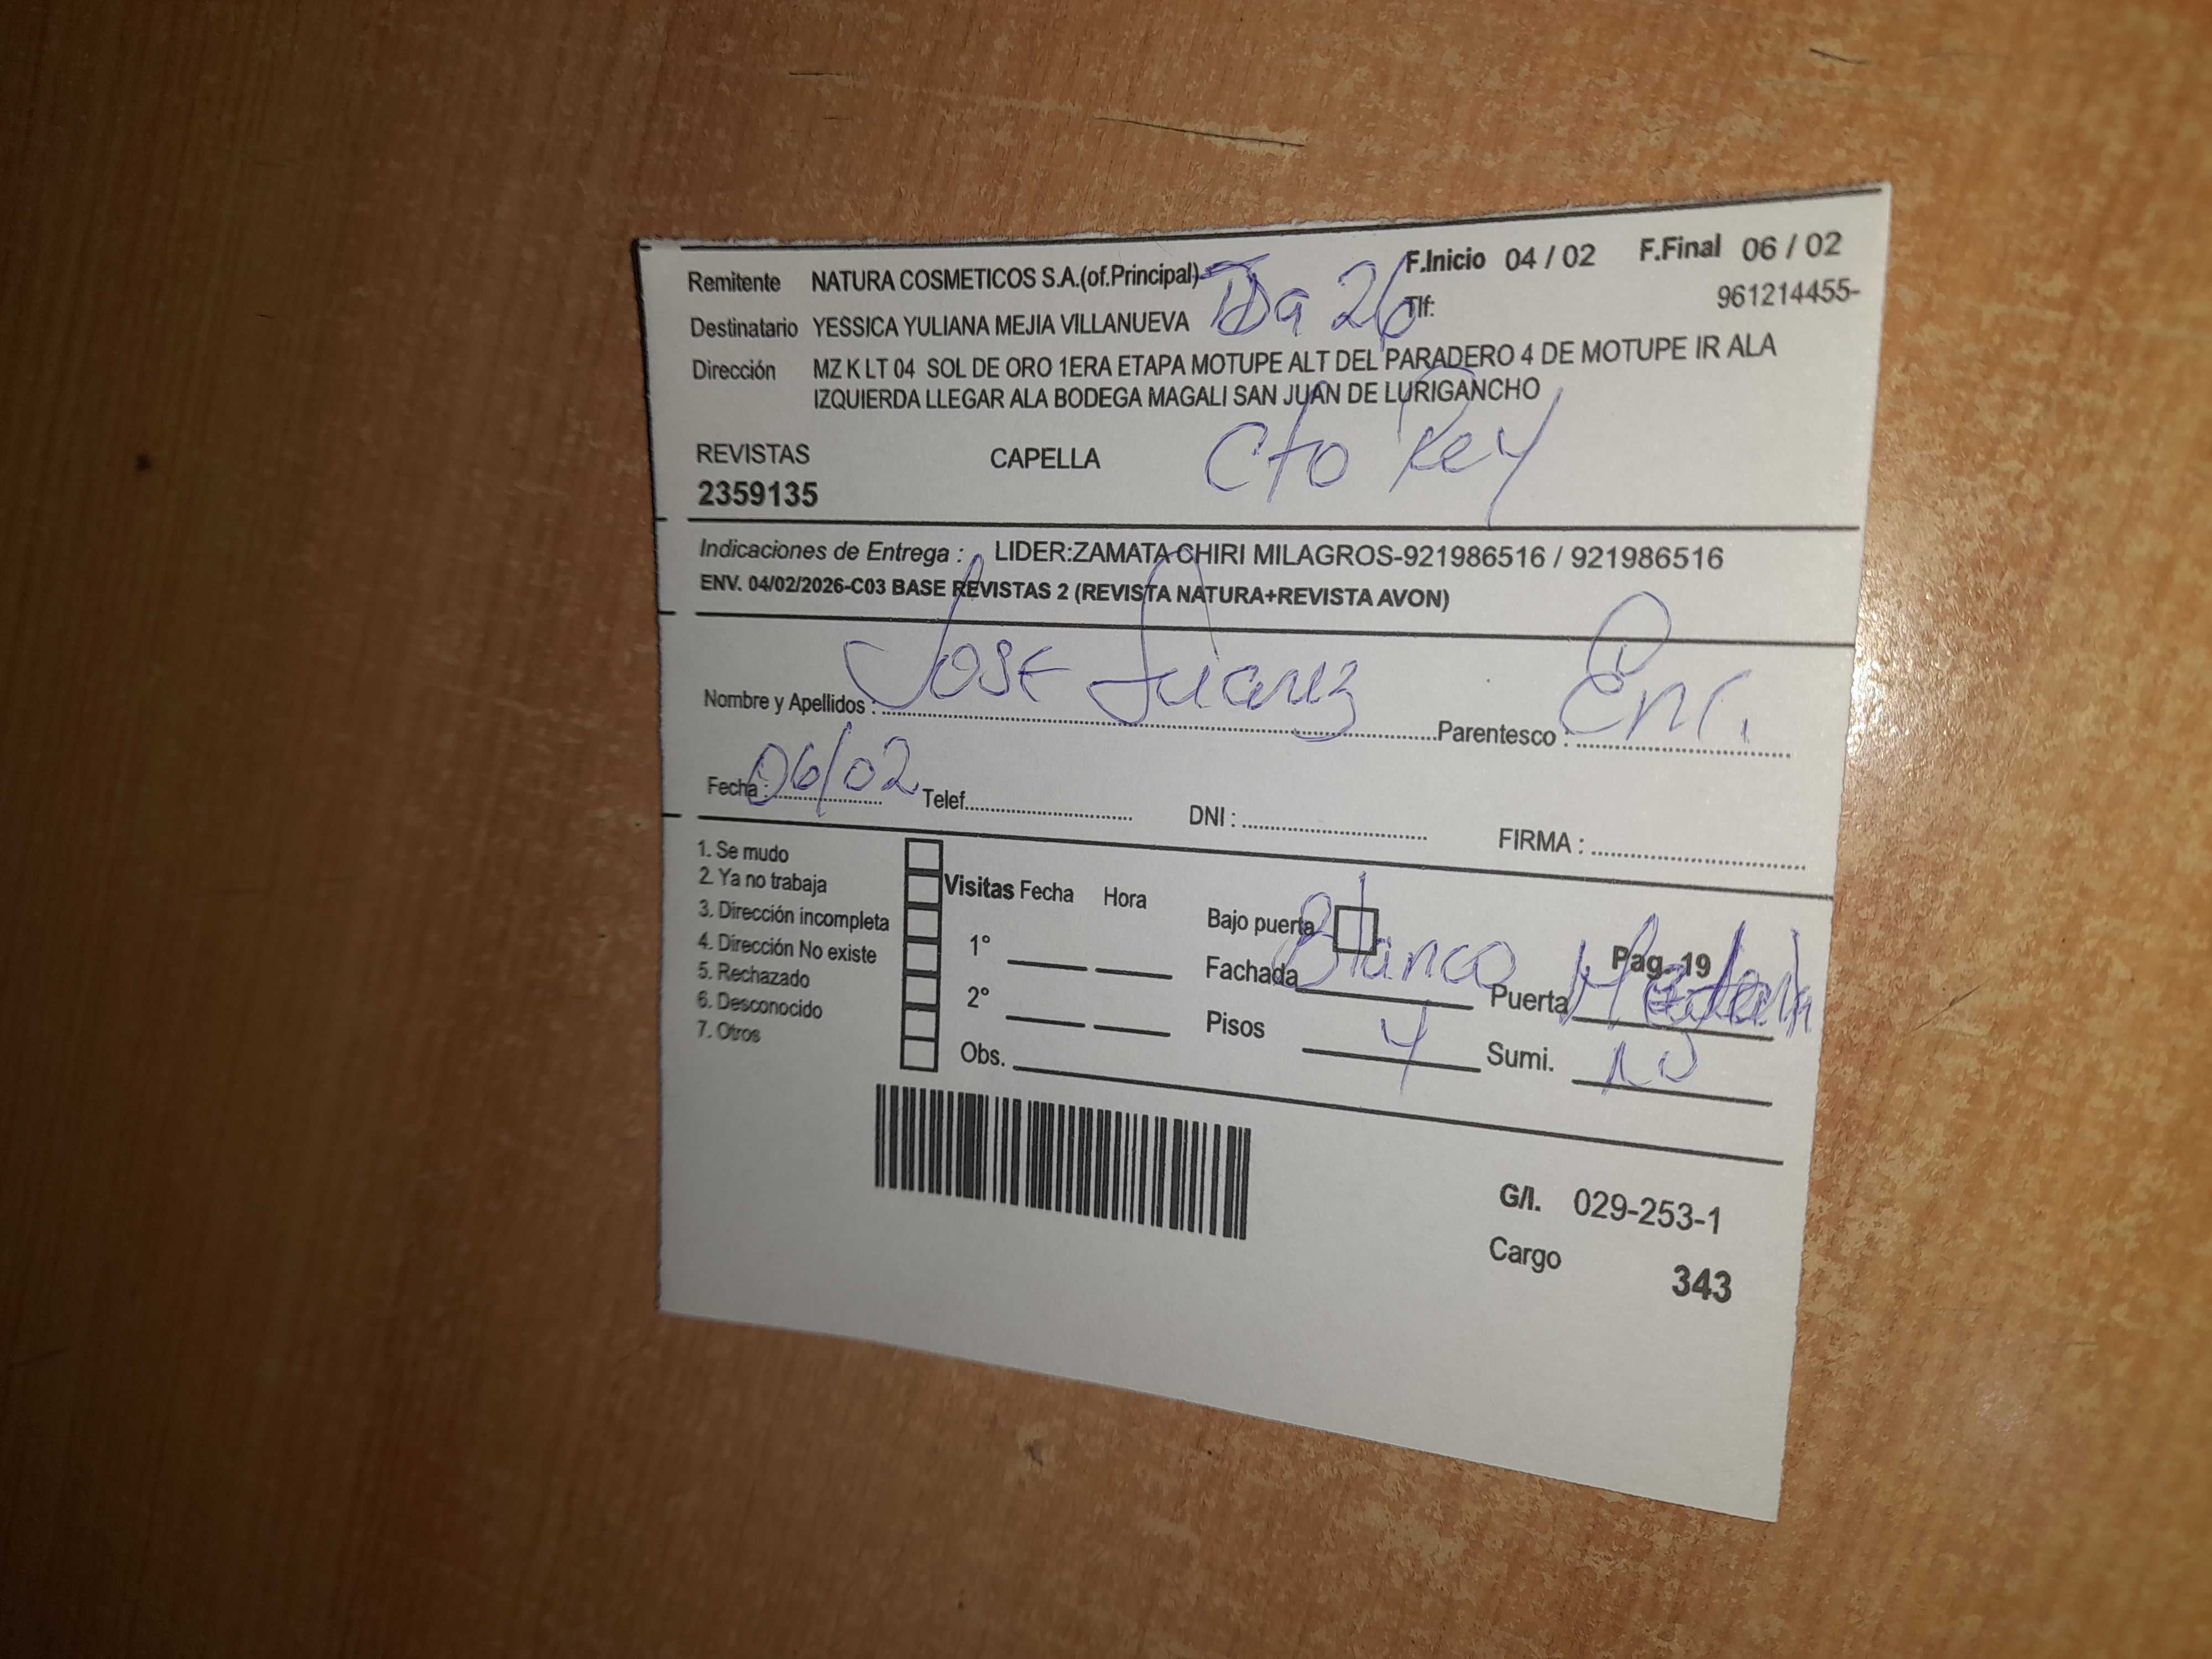 F.Inicio 04 / 02 F.Final 06 / 02
Remitente NATURA COSMETICOS S.A.(of.Principal)
Tlf: 961214455-
Destinatario YESSICA YULIANA MEJIA VILLANUEVA 26
Dirección MZ K LT 04 SOL DE ORO 1ERA ETAPA MOTUPE ALT DEL PARADERO 4 DE MOTUPE IR ALA
IZQUIERDA LLEGAR ALA BODEGA MAGALI SAN JUAN DE LURIGANCHO
REVISTAS CAPELLA Cto Rey
2359135
Indicaciones de Entrega : LIDER:ZAMATA CHIRI MILAGROS-921986516 / 921986516
ENV. 04/02/2026-C03 BASE REVISTAS 2 (REVISTA NATURA+REVISTA AVON)
Nombre y Apellidos : JOSE Suarez Parentesco : Enc.
Fecha : 06/02 Telef. DNI : FIRMA :
1. Se mudo
2. Ya no trabaja
3. Dirección incompleta
4. Dirección No existe
5. Rechazado
6. Desconocido
7. Otros
Visitas Fecha Hora
1°
2°
Obs.
Bajo puerta Pag. 19
Fachada Blanco Puerta
Pisos 4 Sumi. NO
G/I. 029-253-1
Cargo 343